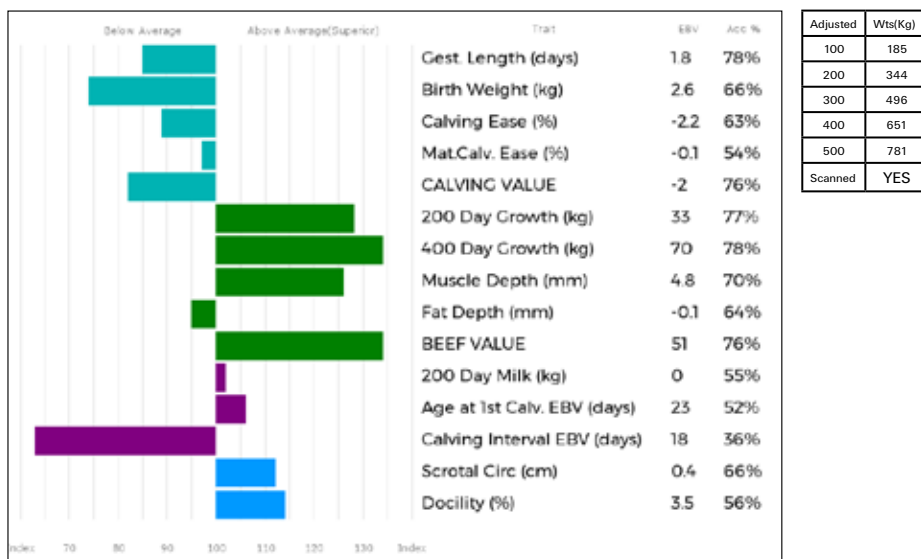 Below Average Above Average(Superior) Trait EBV Acc %
Gest. Length (days) 1.8 78%
Birth Weight (kg) 2.6 66%
Calving Ease (%) -2.2 63%
Mat.Calv. Ease (%) -0.1 54%
CALVING VALUE -2 76%
200 Day Growth (kg) 33 77%
400 Day Growth (kg) 70 78%
Muscle Depth (mm) 4.8 70%
Fat Depth (mm) -0.1 64%
BEEF VALUE 51 76%
200 Day Milk (kg) 0 55%
Age at 1st Calv. EBV (days) 23 52%
Calving Interval EBV (days) 18 36%
Scrotal Circ (cm) 0.4 66%
Docility (%) 3.5 56%
Index 70 80 90 100 110 120 130 Index
Adjusted Wts(Kg)
100 185
200 344
300 496
400 651
500 781
Scanned YES